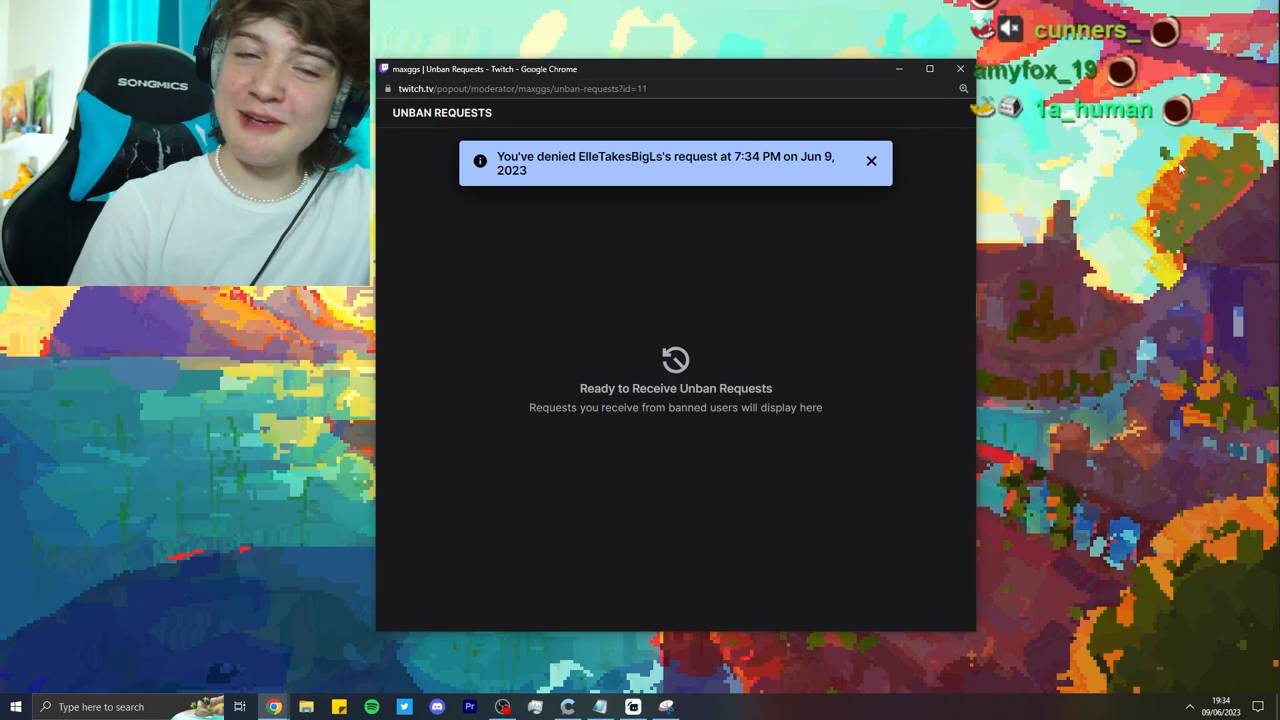 SONGMICS
cunners_
amyfox_19
1a_human
maxggs | Unban Requests - Twitch - Google Chrome
twitch.tv/popout/moderator/maxggs/unban-requests?id=11
UNBAN REQUESTS
You've denied ElleTakesBigLs's request at 7:34 PM on Jun 9,
2023
Ready to Receive Unban Requests
Requests you receive from banned users will display here
Type here to search
Pr
19:34
09/06/2023